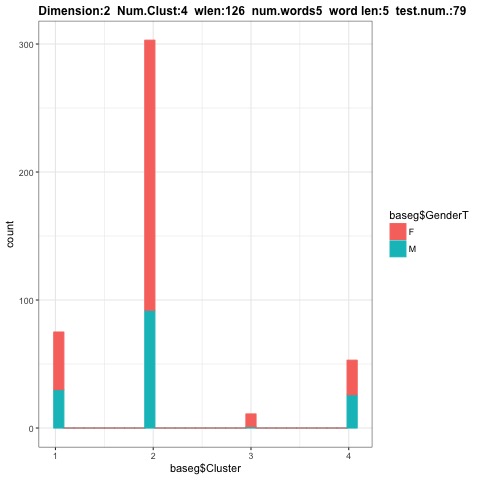 Dimension:2 Num.Clust:4 wlen:126 num.words5 word len:5 test.num.:79
300
200
100
0
count
1 2 3 4
baseg$Cluster
baseg$GenderT
F
M